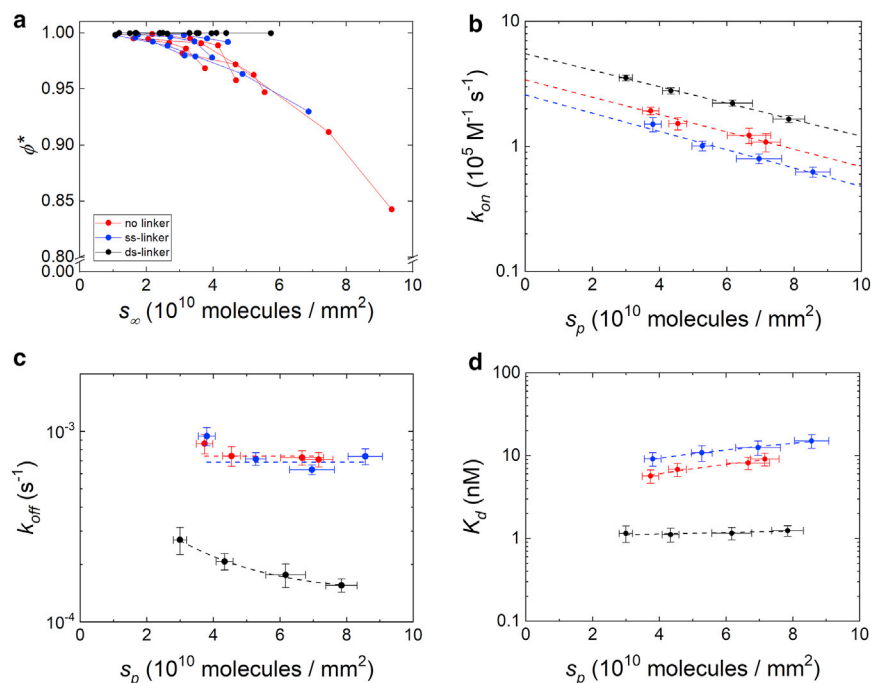 a
1.00
0.95
0.90
0.85
0.80
0.00
ϕ*
no linker
ss-linker
ds-linker
0 2 4 6 8 10
s∞ (10¹⁰ molecules / mm²)
b
10
1
0.1
kon (10⁵ M⁻¹ s⁻¹)
0 2 4 6 8 10
sp (10¹⁰ molecules / mm²)
c
10⁻³
10⁻⁴
koff (s⁻¹)
0 2 4 6 8 10
sp (10¹⁰ molecules / mm²)
d
100
10
1
0.1
Kd (nM)
0 2 4 6 8 10
sp (10¹⁰ molecules / mm²)